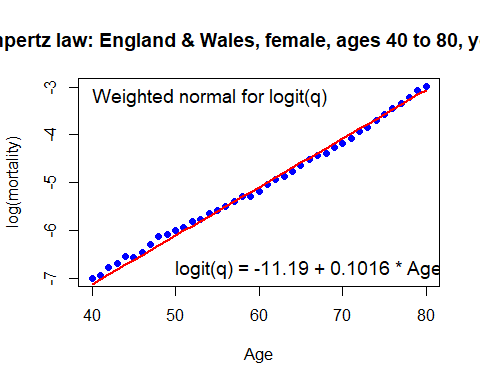 npertz law: England & Wales, female, ages 40 to 80, y
Weighted normal for logit(q)
logit(q) = -11.19 + 0.1016 * Age
log(mortality)
-3
-4
-5
-6
-7
40 50 60 70 80
Age